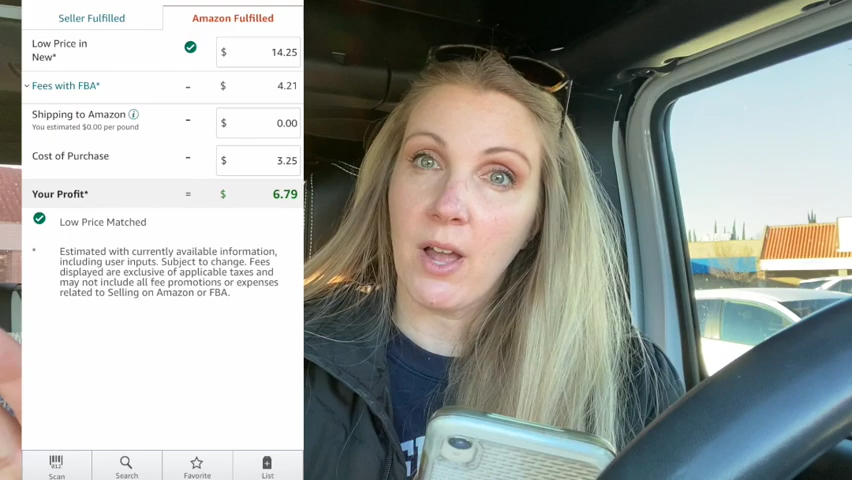 Seller Fulfilled
Amazon Fulfilled
Low Price in
New*
$ 14.25
Fees with FBA*
- $ 4.21
Shipping to Amazon
You estimated $0.00 per pound
- $ 0.00
Cost of Purchase
- $ 3.25
Your Profit*
= $ 6.79
Low Price Matched
* Estimated with currently available information,
including user inputs. Subject to change. Fees
displayed are exclusive of applicable taxes and
may not include all fee promotions or expenses
related to Selling on Amazon or FBA.
Scan
Search
Favorite
List